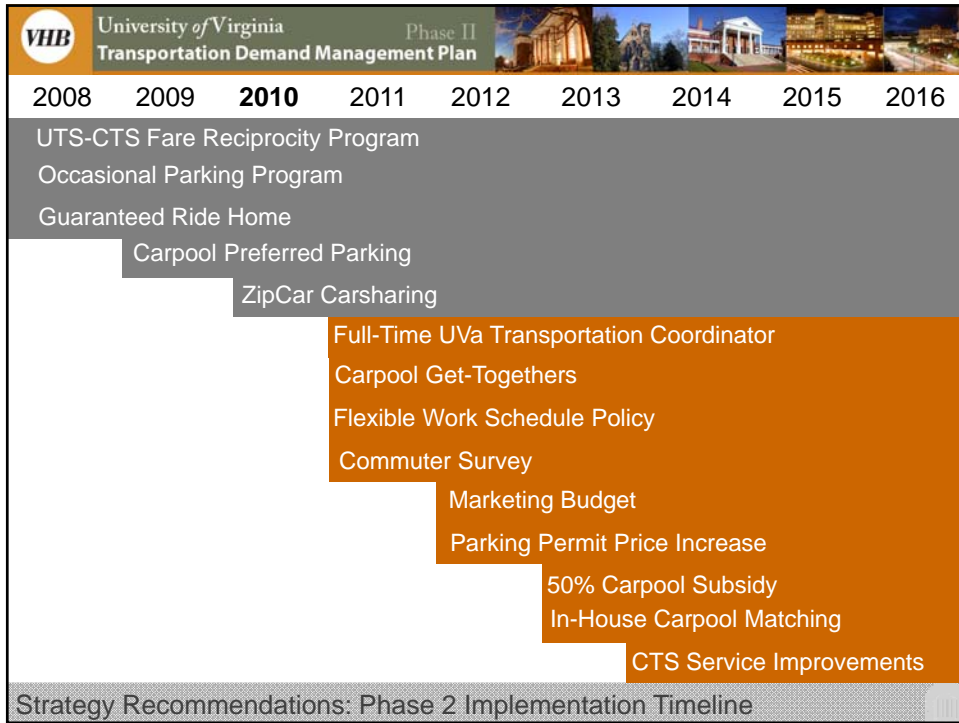 VHB
University of Virginia Phase II
Transportation Demand Management Plan
2008 2009 2010 2011 2012 2013 2014 2015 2016
UTS-CTS Fare Reciprocity Program
Occasional Parking Program
Guaranteed Ride Home
Carpool Preferred Parking
ZipCar Carsharing
Full-Time UVa Transportation Coordinator
Carpool Get-Togethers
Flexible Work Schedule Policy
Commuter Survey
Marketing Budget
Parking Permit Price Increase
50% Carpool Subsidy
In-House Carpool Matching
CTS Service Improvements
Strategy Recommendations: Phase 2 Implementation Timeline